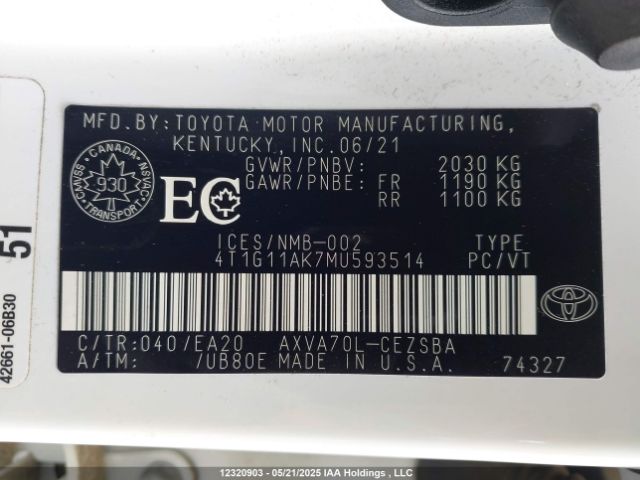 MFD.BY:TOYOTA MOTOR MANUFACTURING,
KENTUCKY,INC.06/21
GVWR/PNBV: 2030 KG
GAWR/PNBE: FR 1190 KG
RR 1100 KG
CANADA
CMVSS NSVAC
930
TRANSPORT
EC
ICES/NMB-002 TYPE
4T1G11AK7MU593514 PC/VT
C/TR:040/EA20 AXVA70L-CEZSBA
A/TM: /UB80E MADE IN U.S.A. 74327
51
42661-06B30
12320903 - 05/21/2025 IAA Holdings , LLC